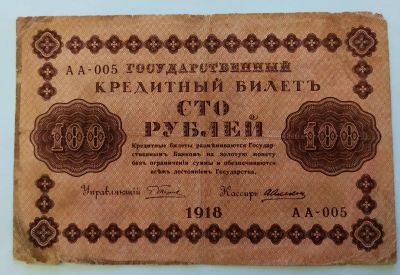 АА-005 ГОСУДАРСТВЕННЫЙ
КРЕДИТНЫЙ БИЛЕТЪ
СТО
РУБЛЕЙ
100 100
Кредитные билеты размѣниваются Государ-
ственнымъ Банкомъ на золотую монету
безъ ограниченія суммы и обезпечиваются
всѣмъ достояніемъ Государства.
Управляющій Кассиръ
1918
АА-005